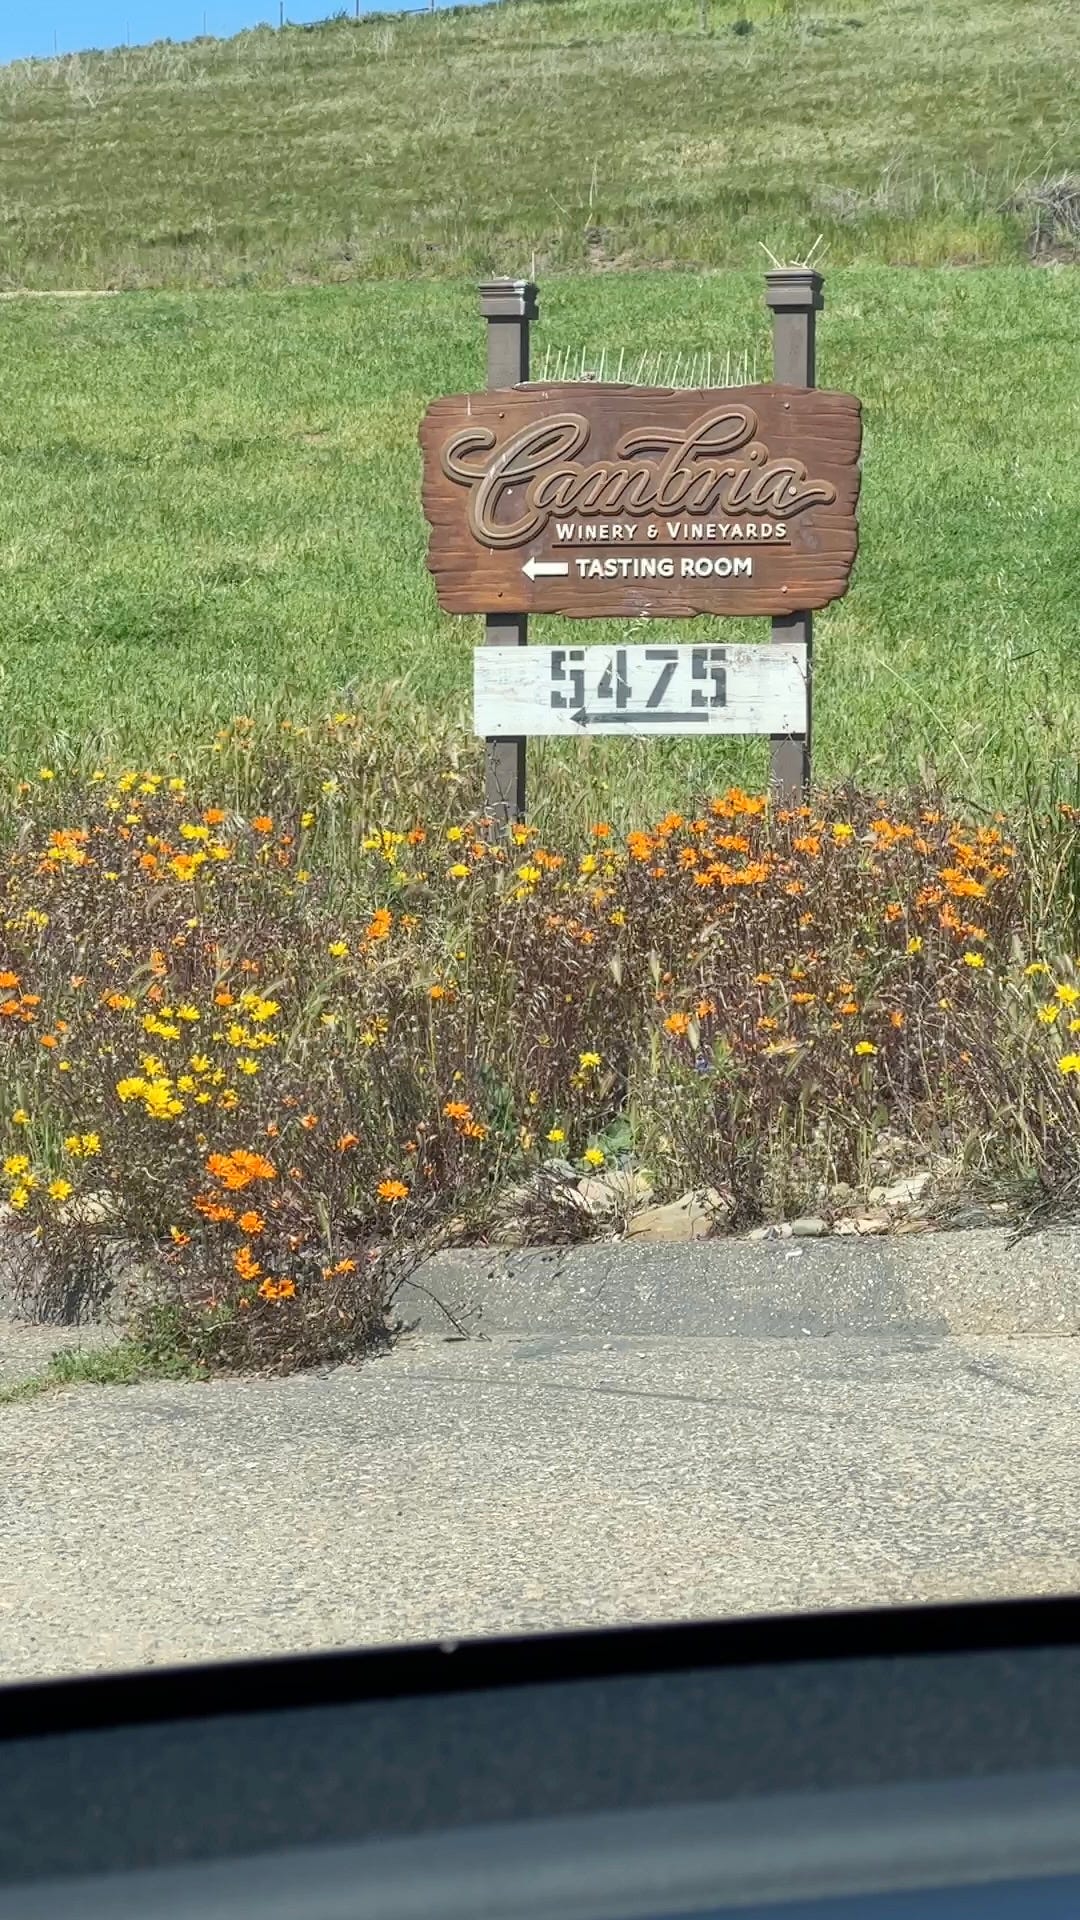 Cambria
WINERY & VINEYARDS
← TASTING ROOM
5475
←